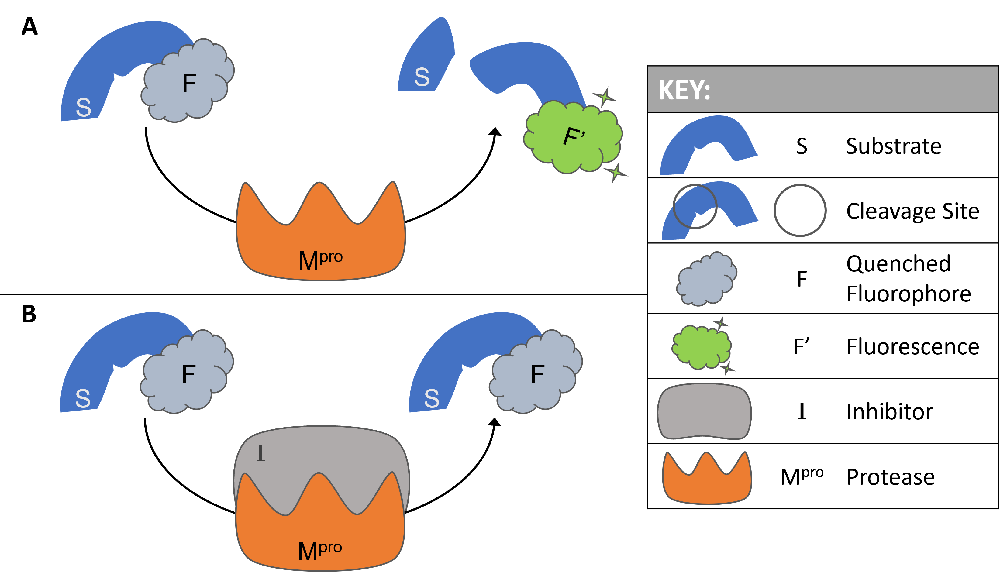 A
S
F
S
F’
Mpro
B
S
F
S
F
I
Mpro
KEY:
S Substrate
Cleavage Site
F Quenched
Fluorophore
F’ Fluorescence
I Inhibitor
Mpro Protease